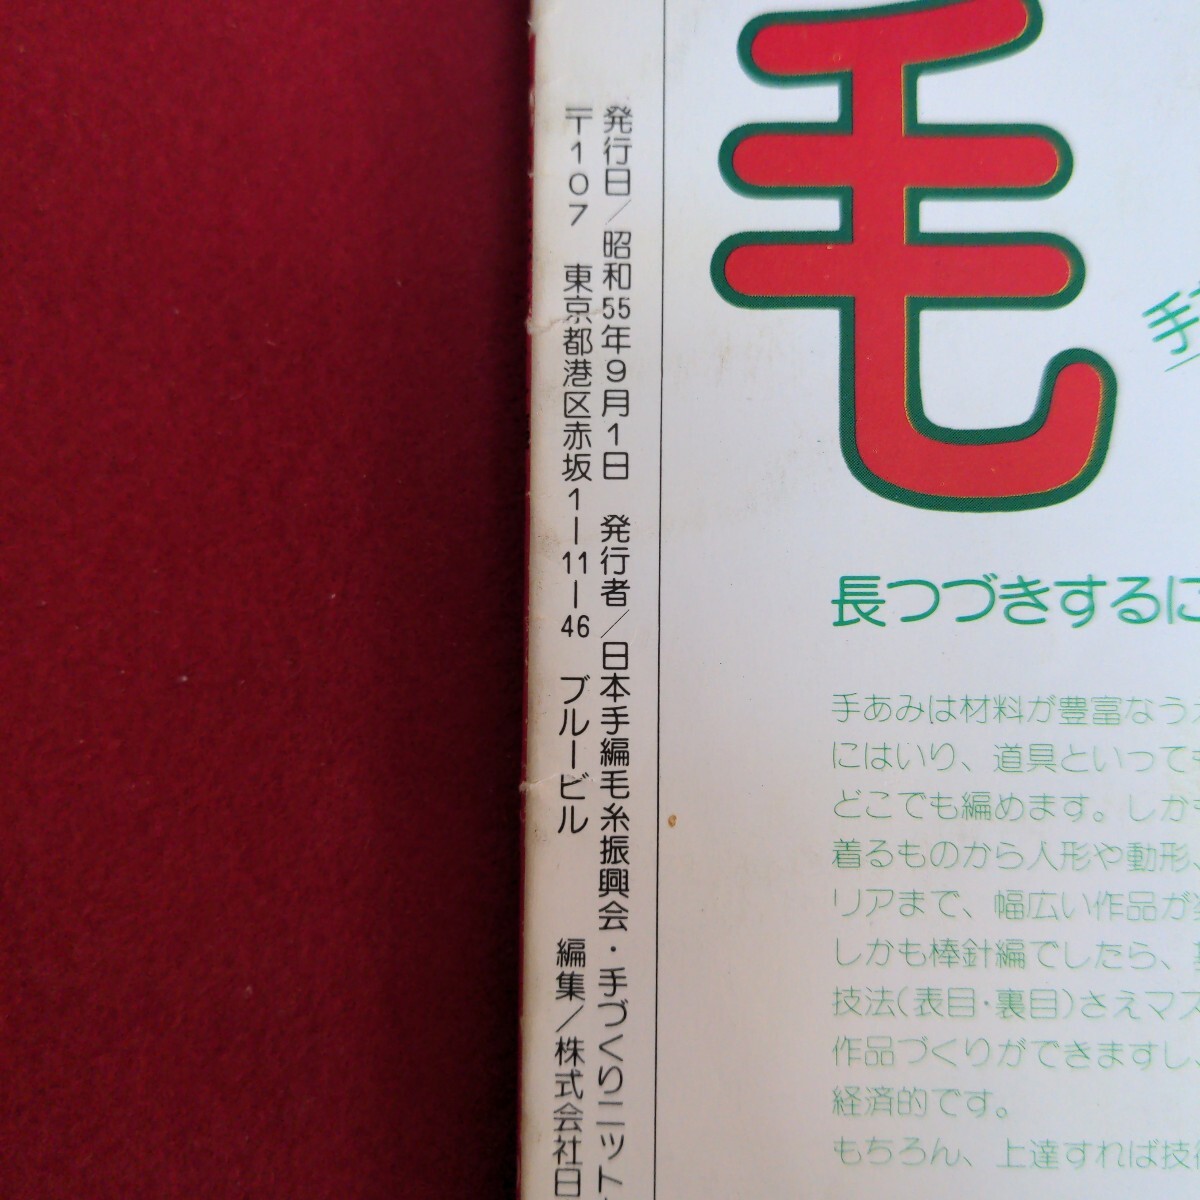 発行日/昭和55年9月1日 発行者/日本手編毛糸振興会・手づくりニット
〒107 東京都港区赤坂1-11-46 ブルービル 編集/株式会社日
毛
手
長つづきするに
手あみは材料が豊富なう
にはいり、道具といっても
どこでも編めます。しかも
着るものから人形や動形、
リアまで、幅広い作品が
しかも棒針編でしたら、
技法(表目・裏目)さえマス
作品づくりができますし、
経済的です。
もちろん、上達すれば技術